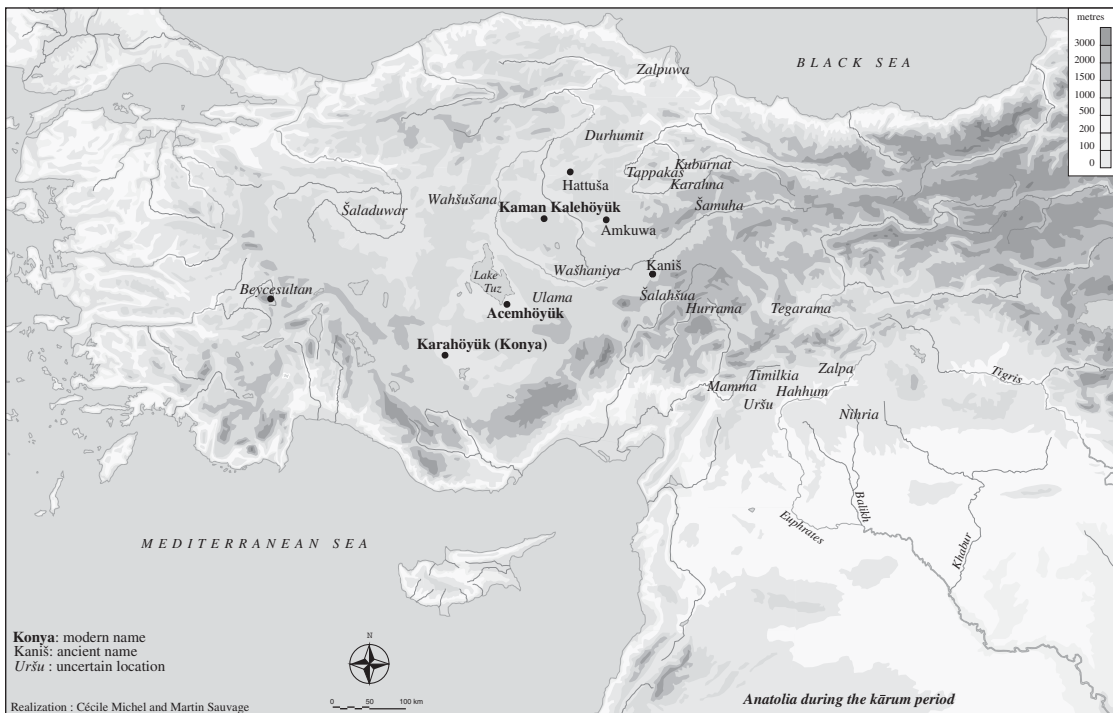 metres
3000
2000
1500
1000
500
200
100
0
BLACK SEA
Zalpuwa
Durhumit
Kuburnat
Tappakaš
Karahna
Hattuša
Wahšušana
Šaladuwar
Kaman Kalehöyük
Šamuha
Amkuwa
Kaniš
Wašhaniya
Lake
Tuz
Beycesultan
Ulama
Šalahšua
Hurrama
Tegarama
Acemhöyük
Karahöyük (Konya)
Zalpa
Timilkia
Tigris
Mamma
Hahhum
Uršu
Nihria
Balikh
Euphrates
Khabur
MEDITERRANEAN SEA
Konya: modern name
Kaniš: ancient name
Uršu : uncertain location
N
0 50 100 km
Anatolia during the kārum period
Realization : Cécile Michel and Martin Sauvage